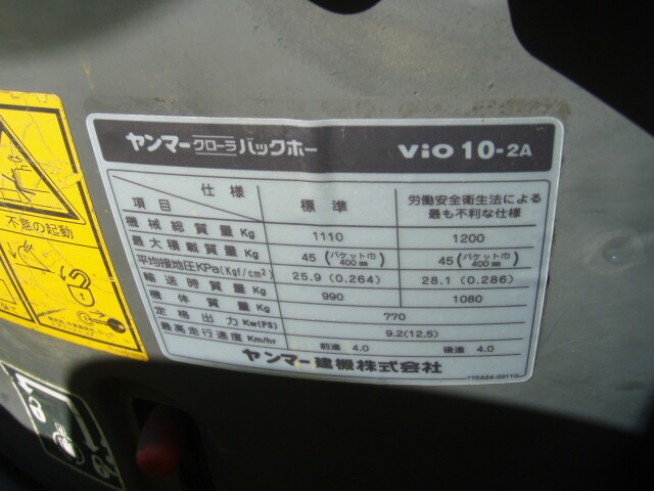 ヤンマークローラバックホー ViO 10-2A
仕様
項目
標準
労働安全衛生法による
最も不利な仕様
機械総質量 Kg 1110 1200
最大積載質量 Kg 45 (バケット巾 400mm) 45 (バケット巾 400mm)
平均接地圧KPa(Kgf/cm²) 25.9 (0.264) 28.1 (0.286)
輸送時質量 Kg 990 1080
機体質量 Kg 770
定格出力 Kw(PS) 9.2(12.5)
最高走行速度 Km/hr 前進 4.0 後進 4.0
ヤンマー建機株式会社
不意の起動